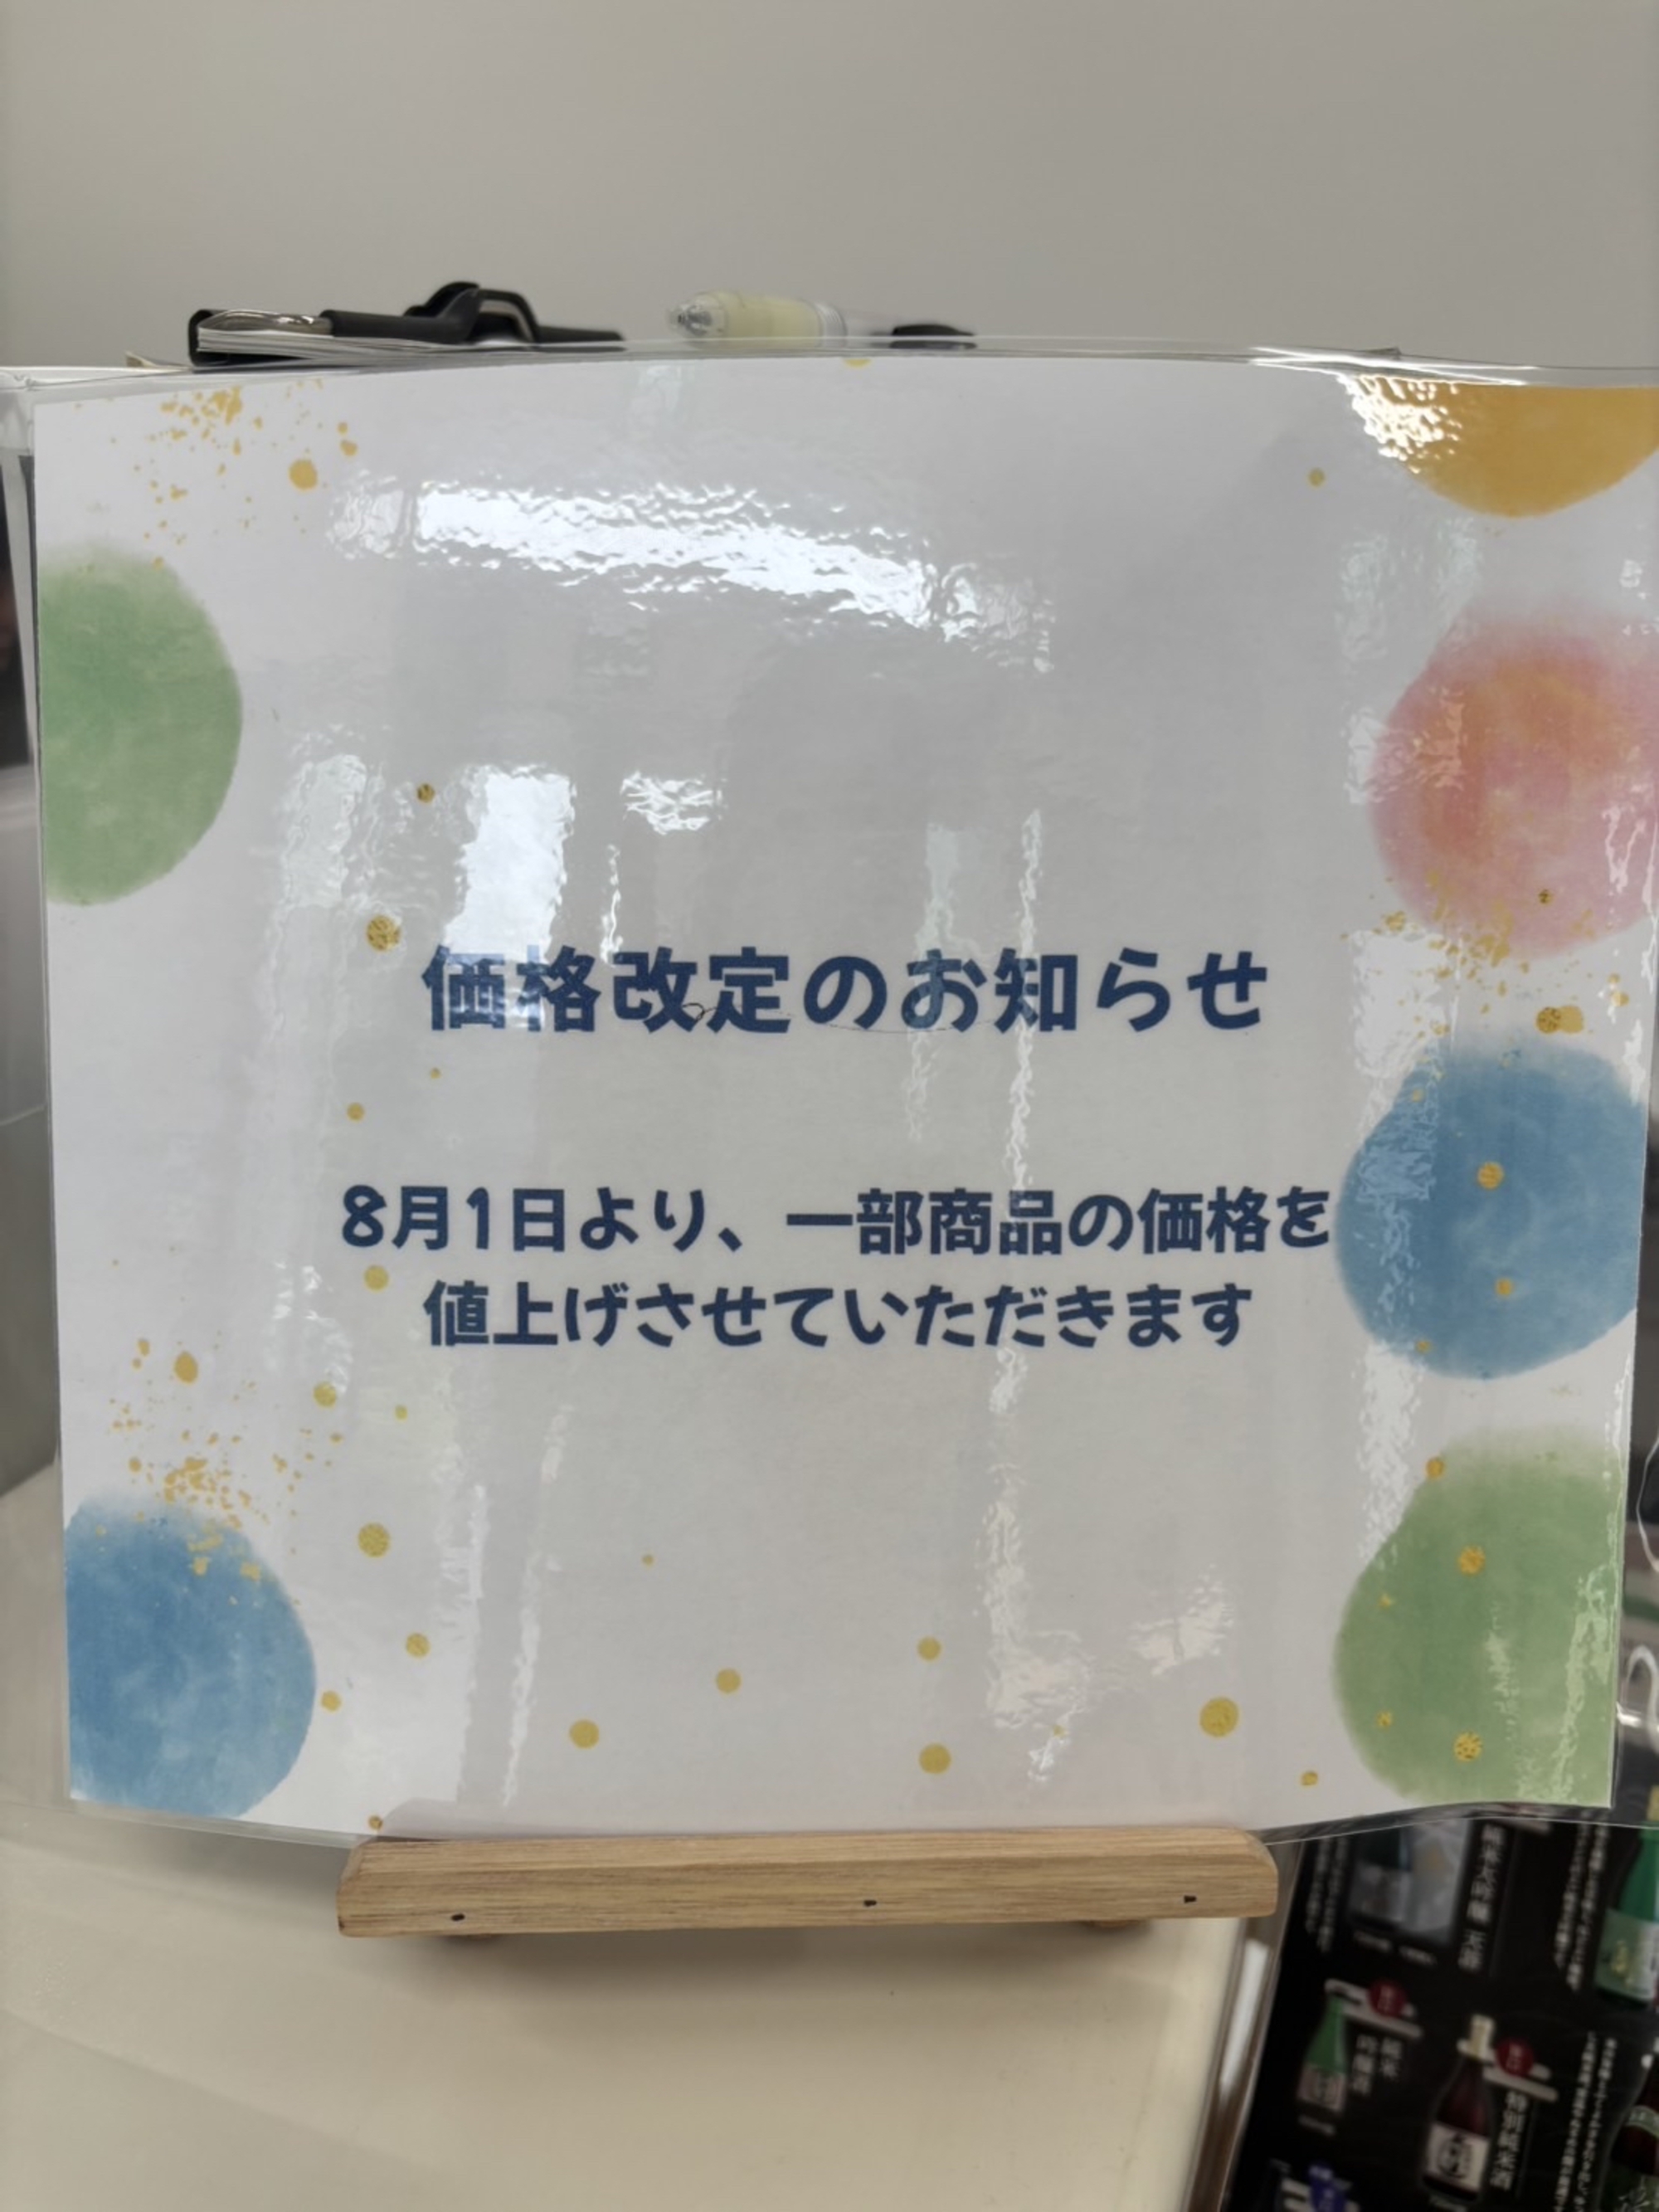 価格改定のお知らせ
8月1日より、一部商品の価格を
値上げさせていただきます